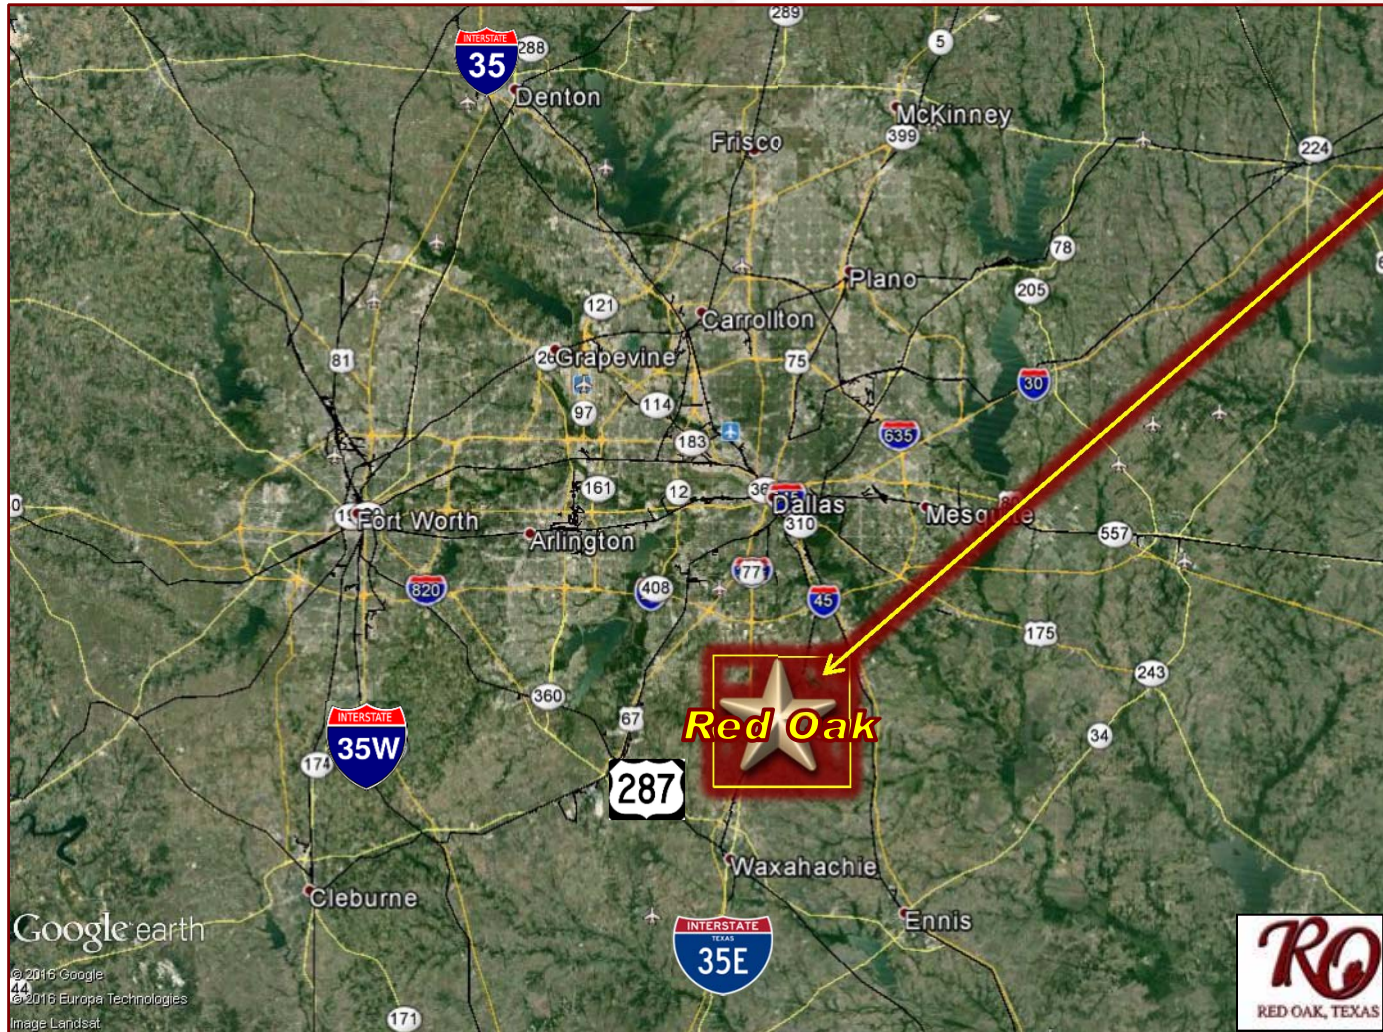 289
INTERSTATE
35
288
5
Denton
McKinney
399
Frisco
224
78
Plano
205
121
Carrollton
Grapevine
81
75
30
97
114
183
635
161
12
Dallas
Fort Worth
310
Mesquite
557
Arlington
820
408
77
45
175
243
360
67
Red Oak
34
INTERSTATE
35W
174
287
Waxahachie
Cleburne
Ennis
Google earth
INTERSTATE
TEXAS
35E
© 2016 Google
44
© 2016 Europa Technologies
Image Landsat
171
RO
RED OAK, TEXAS